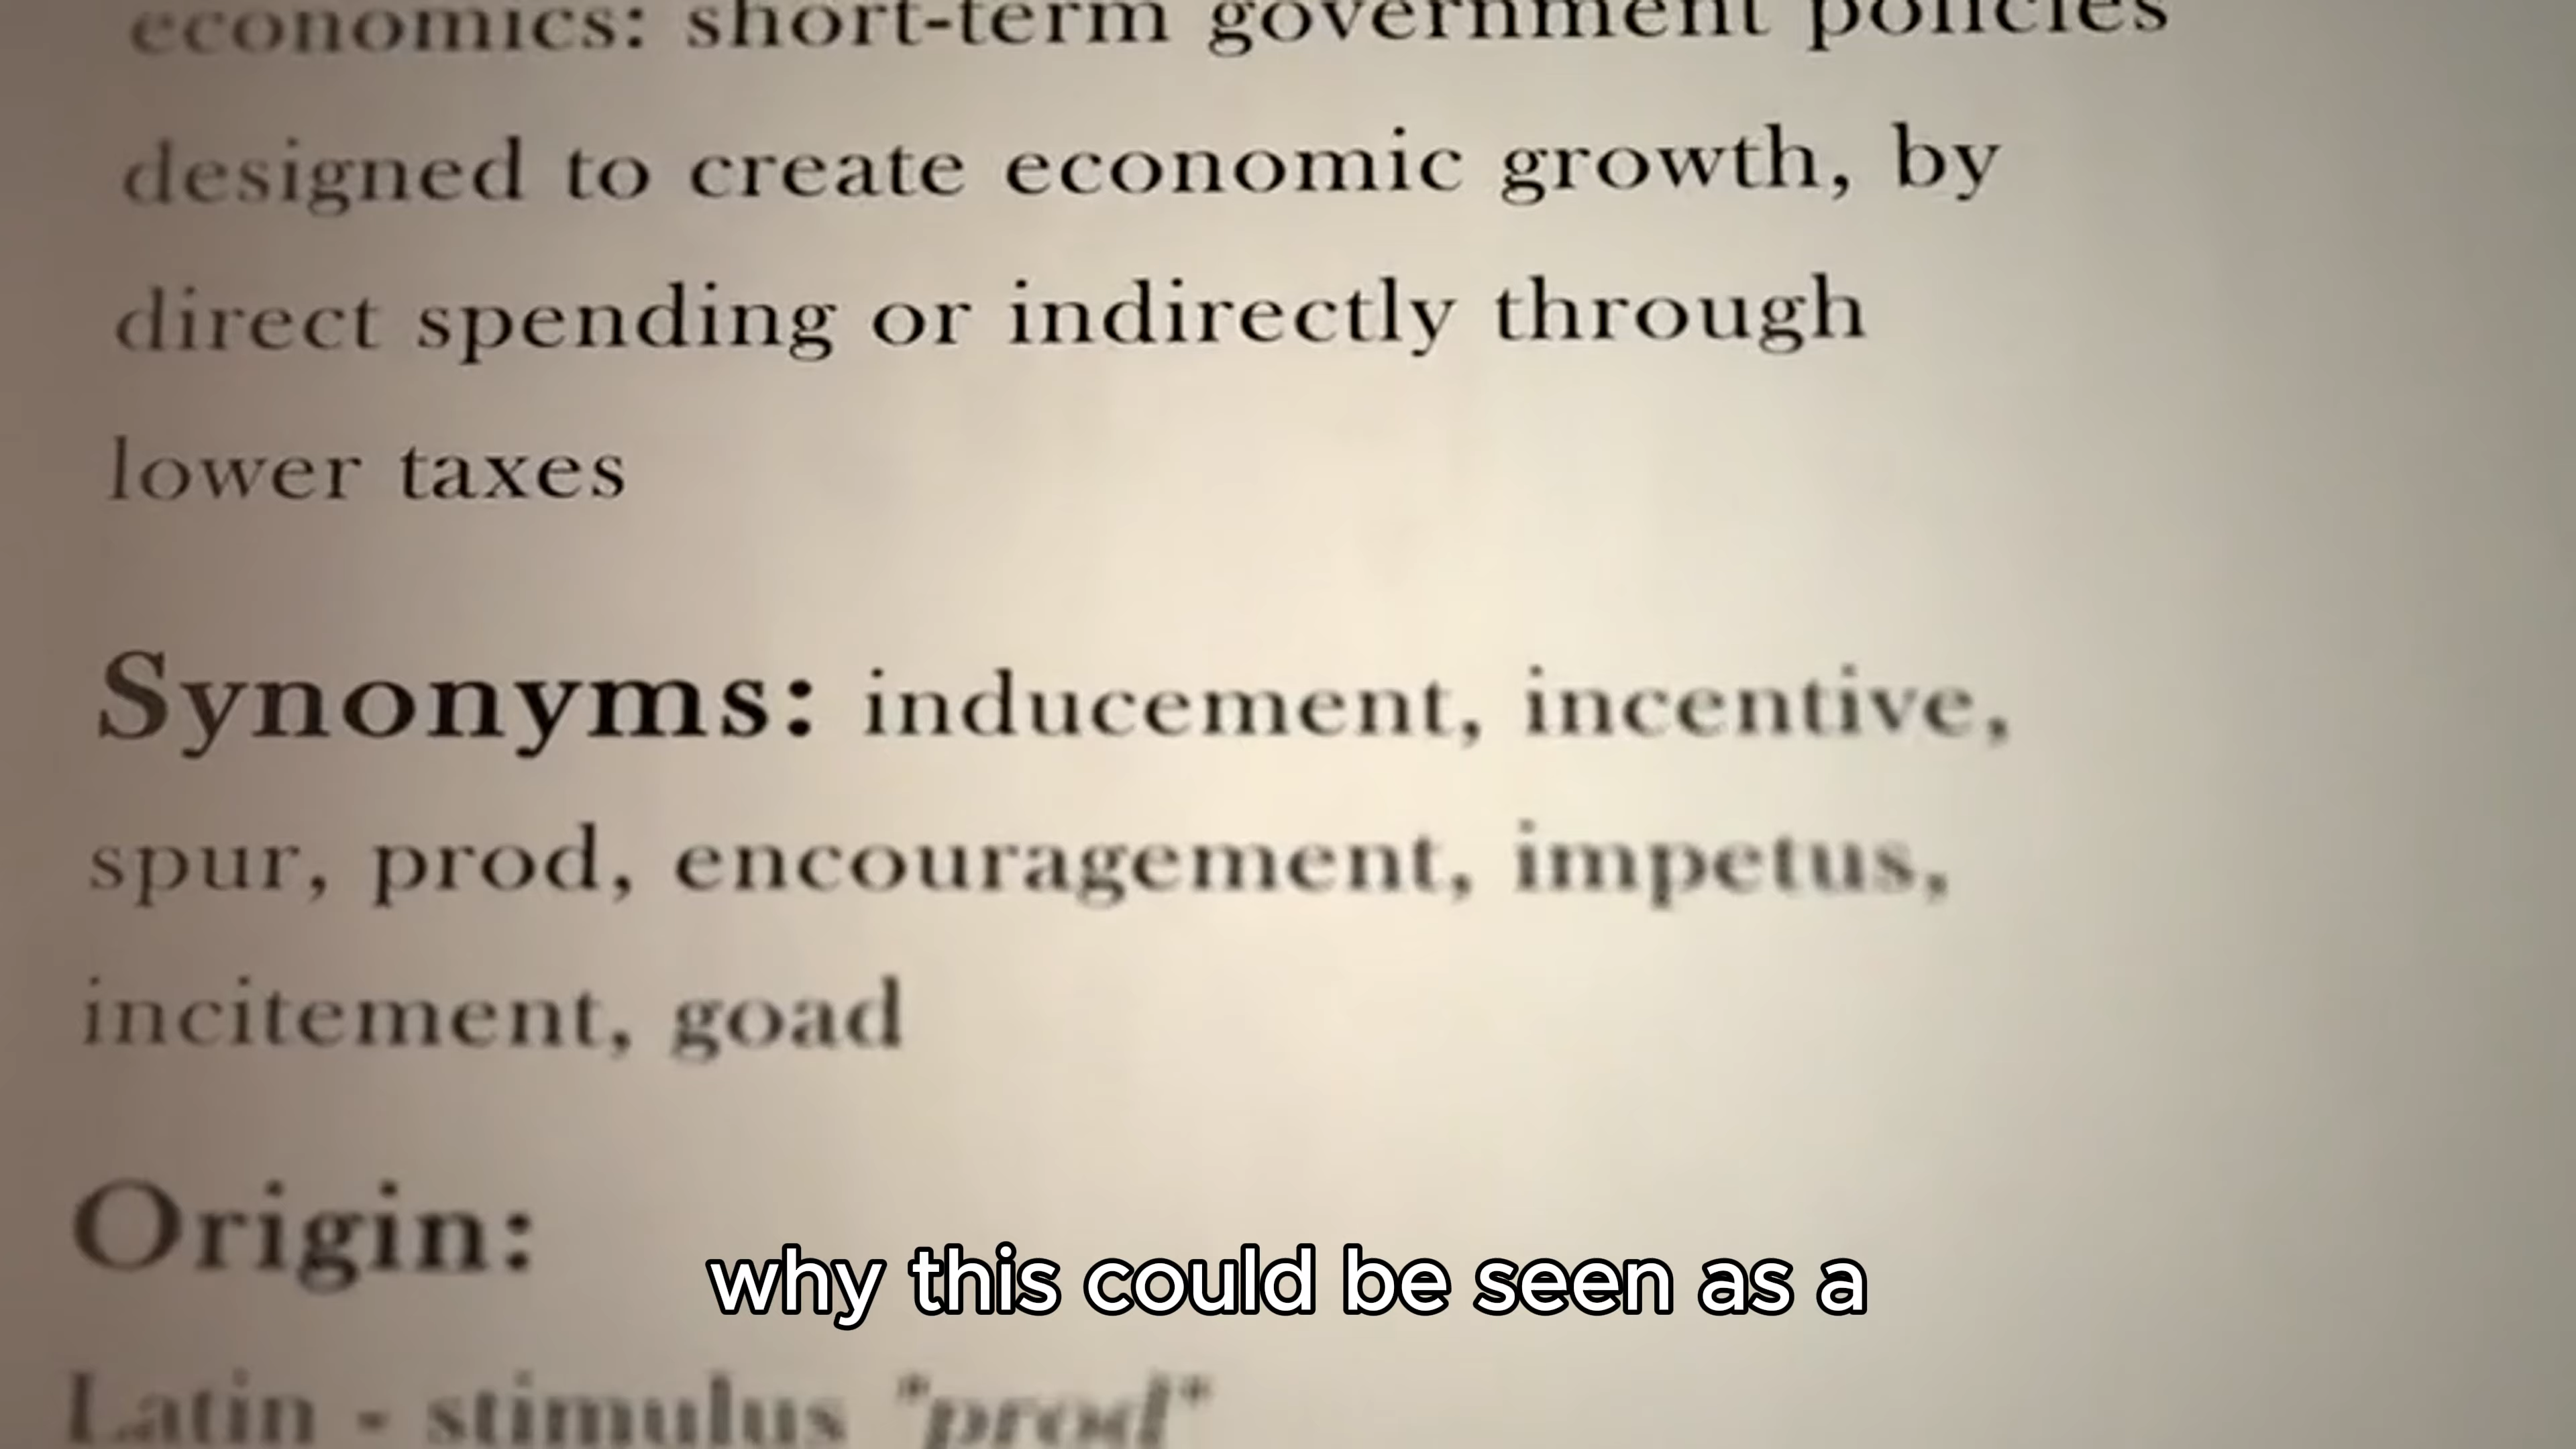 economics: short-term government policies
designed to create economic growth, by
direct spending or indirectly through
lower taxes
Synonyms: inducement, incentive,
spur, prod, encouragement, impetus,
incitement, goad
Origin:
why this could be seen as a
Latin - stimulus "prod"